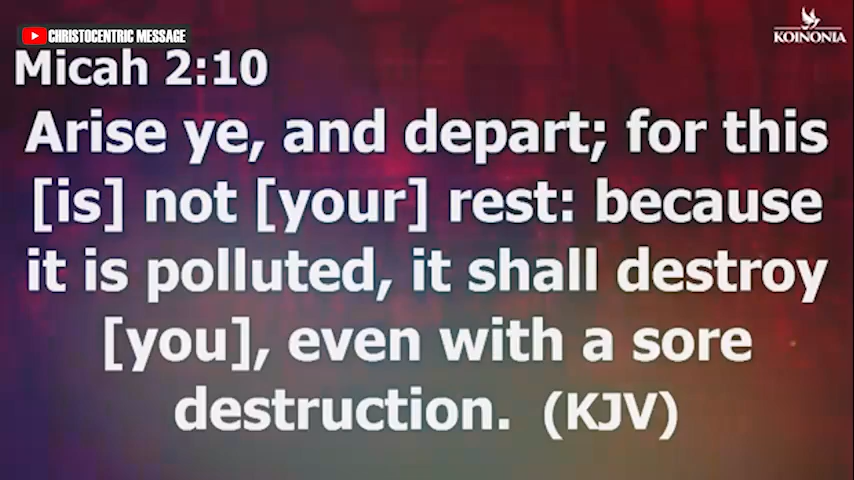 CHRISTOCENTRIC MESSAGE
KOINONIA
Micah 2:10
Arise ye, and depart; for this
[is] not [your] rest: because
it is polluted, it shall destroy
[you], even with a sore
destruction. (KJV)